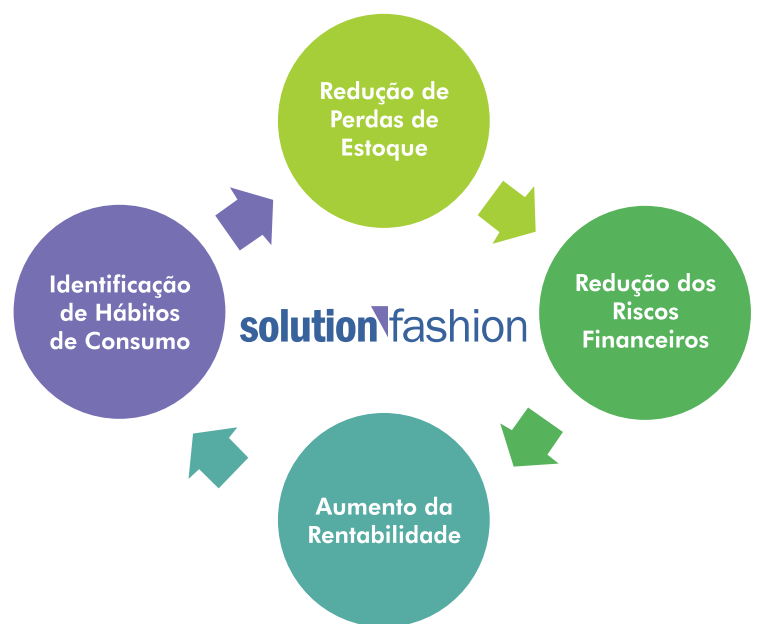 Redução de
Perdas de
Estoque
Identificação
de Hábitos
de Consumo
solution fashion
Redução dos
Riscos
Financeiros
Aumento da
Rentabilidade